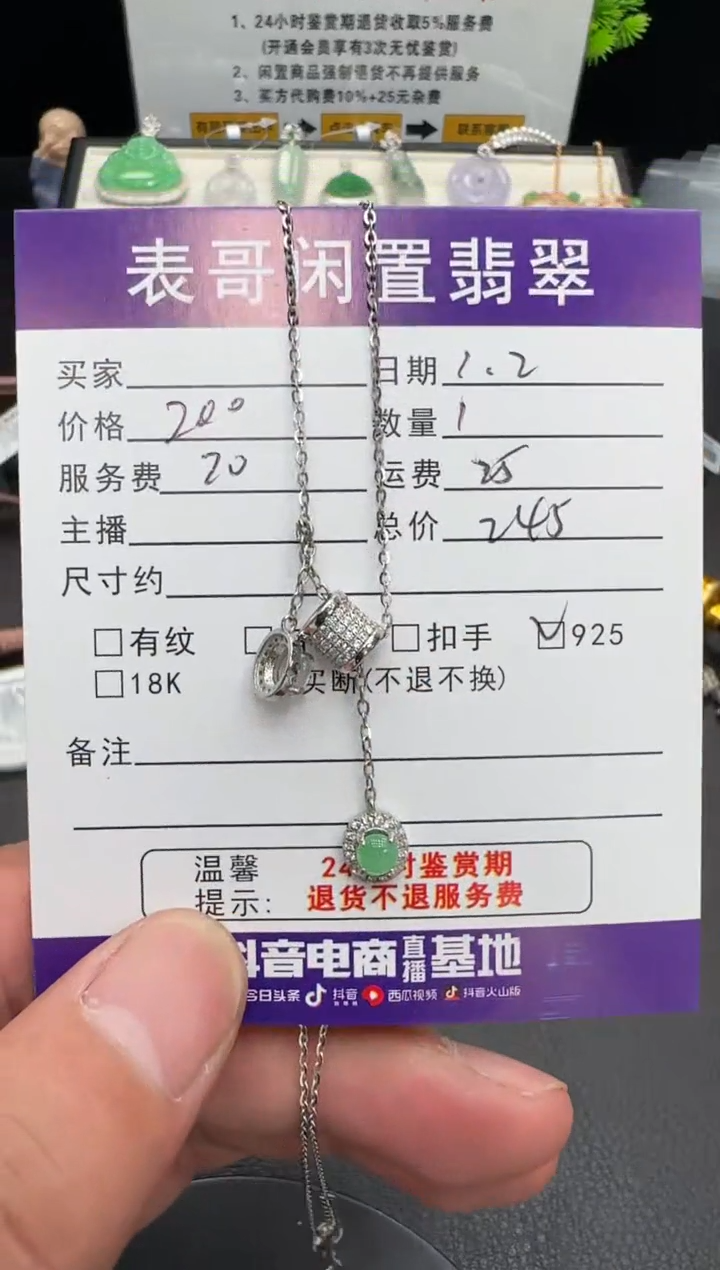 1、24小时鉴赏期退货收取5%服务费
(开通会员享有3次无忧鉴赏)
2、闲置商品强制退货不再提供服务
3、买方代购费10%+25元杂费
表哥闲置翡翠
买家 日期 1.2
价格 200 数量 1
服务费 20 运费 25
主播 总价 245
尺寸约
有纹 扣手 925
18K 买断(不退不换)
备注
温馨 24 时鉴赏期
提示: 退货不退服务费
抖音电商直播基地
今日头条 抖音 西瓜视频 抖音火山版